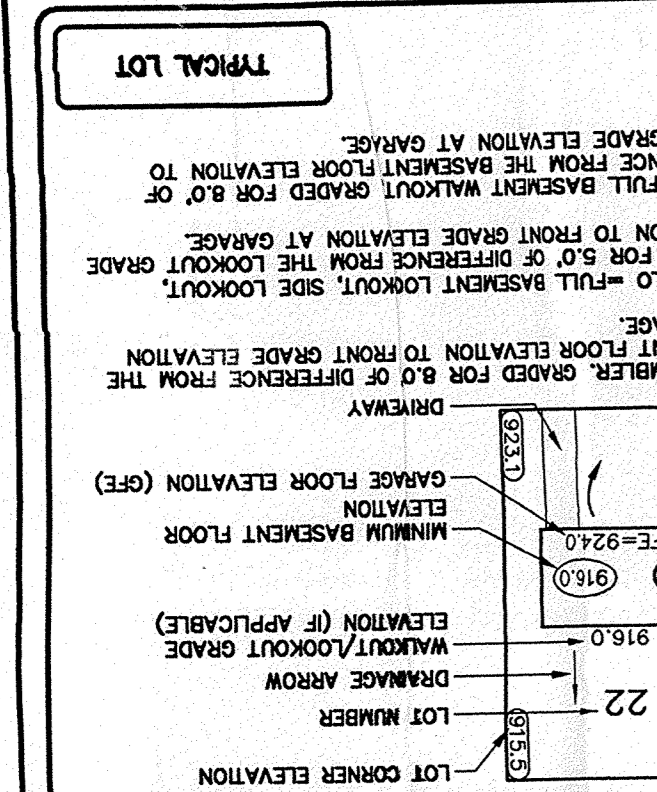 LOT CORNER ELEVATION
915.5
LOT NUMBER
22
DRAINAGE ARROW
WALKOUT/LOOKOUT GRADE
ELEVATION (IF APPLICABLE)
916.0
MINIMUM BASEMENT FLOOR
ELEVATION
916.0
FE=924.0
GARAGE FLOOR ELEVATION (GFE)
923.1
DRIVEWAY
MBLER. GRADED FOR 8.0 OF DIFFERENCE FROM THE
NT FLOOR ELEVATION TO FRONT GRADE ELEVATION
AGE.
LO =FULL BASEMENT LOOKOUT, SIDE LOOKOUT,
FOR 5.0' OF DIFFERENCE FROM THE LOOKOUT GRADE
ON TO FRONT GRADE ELEVATION AT GARAGE.
FULL BASEMENT WALKOUT, GRADED FOR 8.0' OF
NCE FROM THE BASEMENT FLOOR ELEVATION TO
GRADE ELEVATION AT GARAGE.
TYPICAL LOT